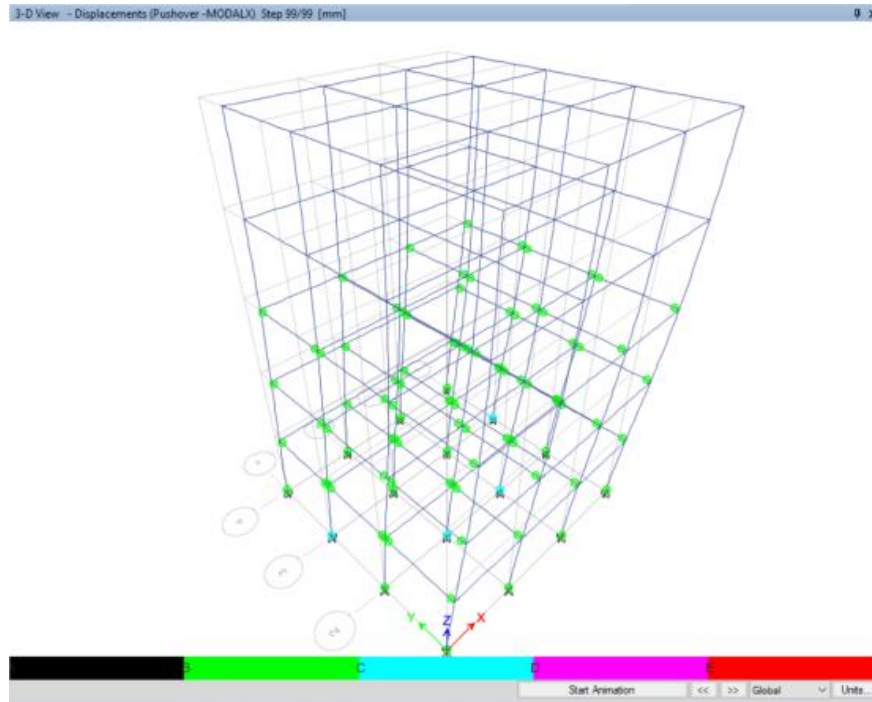 3-D View - Displacements (Pushover -MODALX) Step 99/99 [mm]
Y Z X
B C D E
Start Animation << >> Global Units...